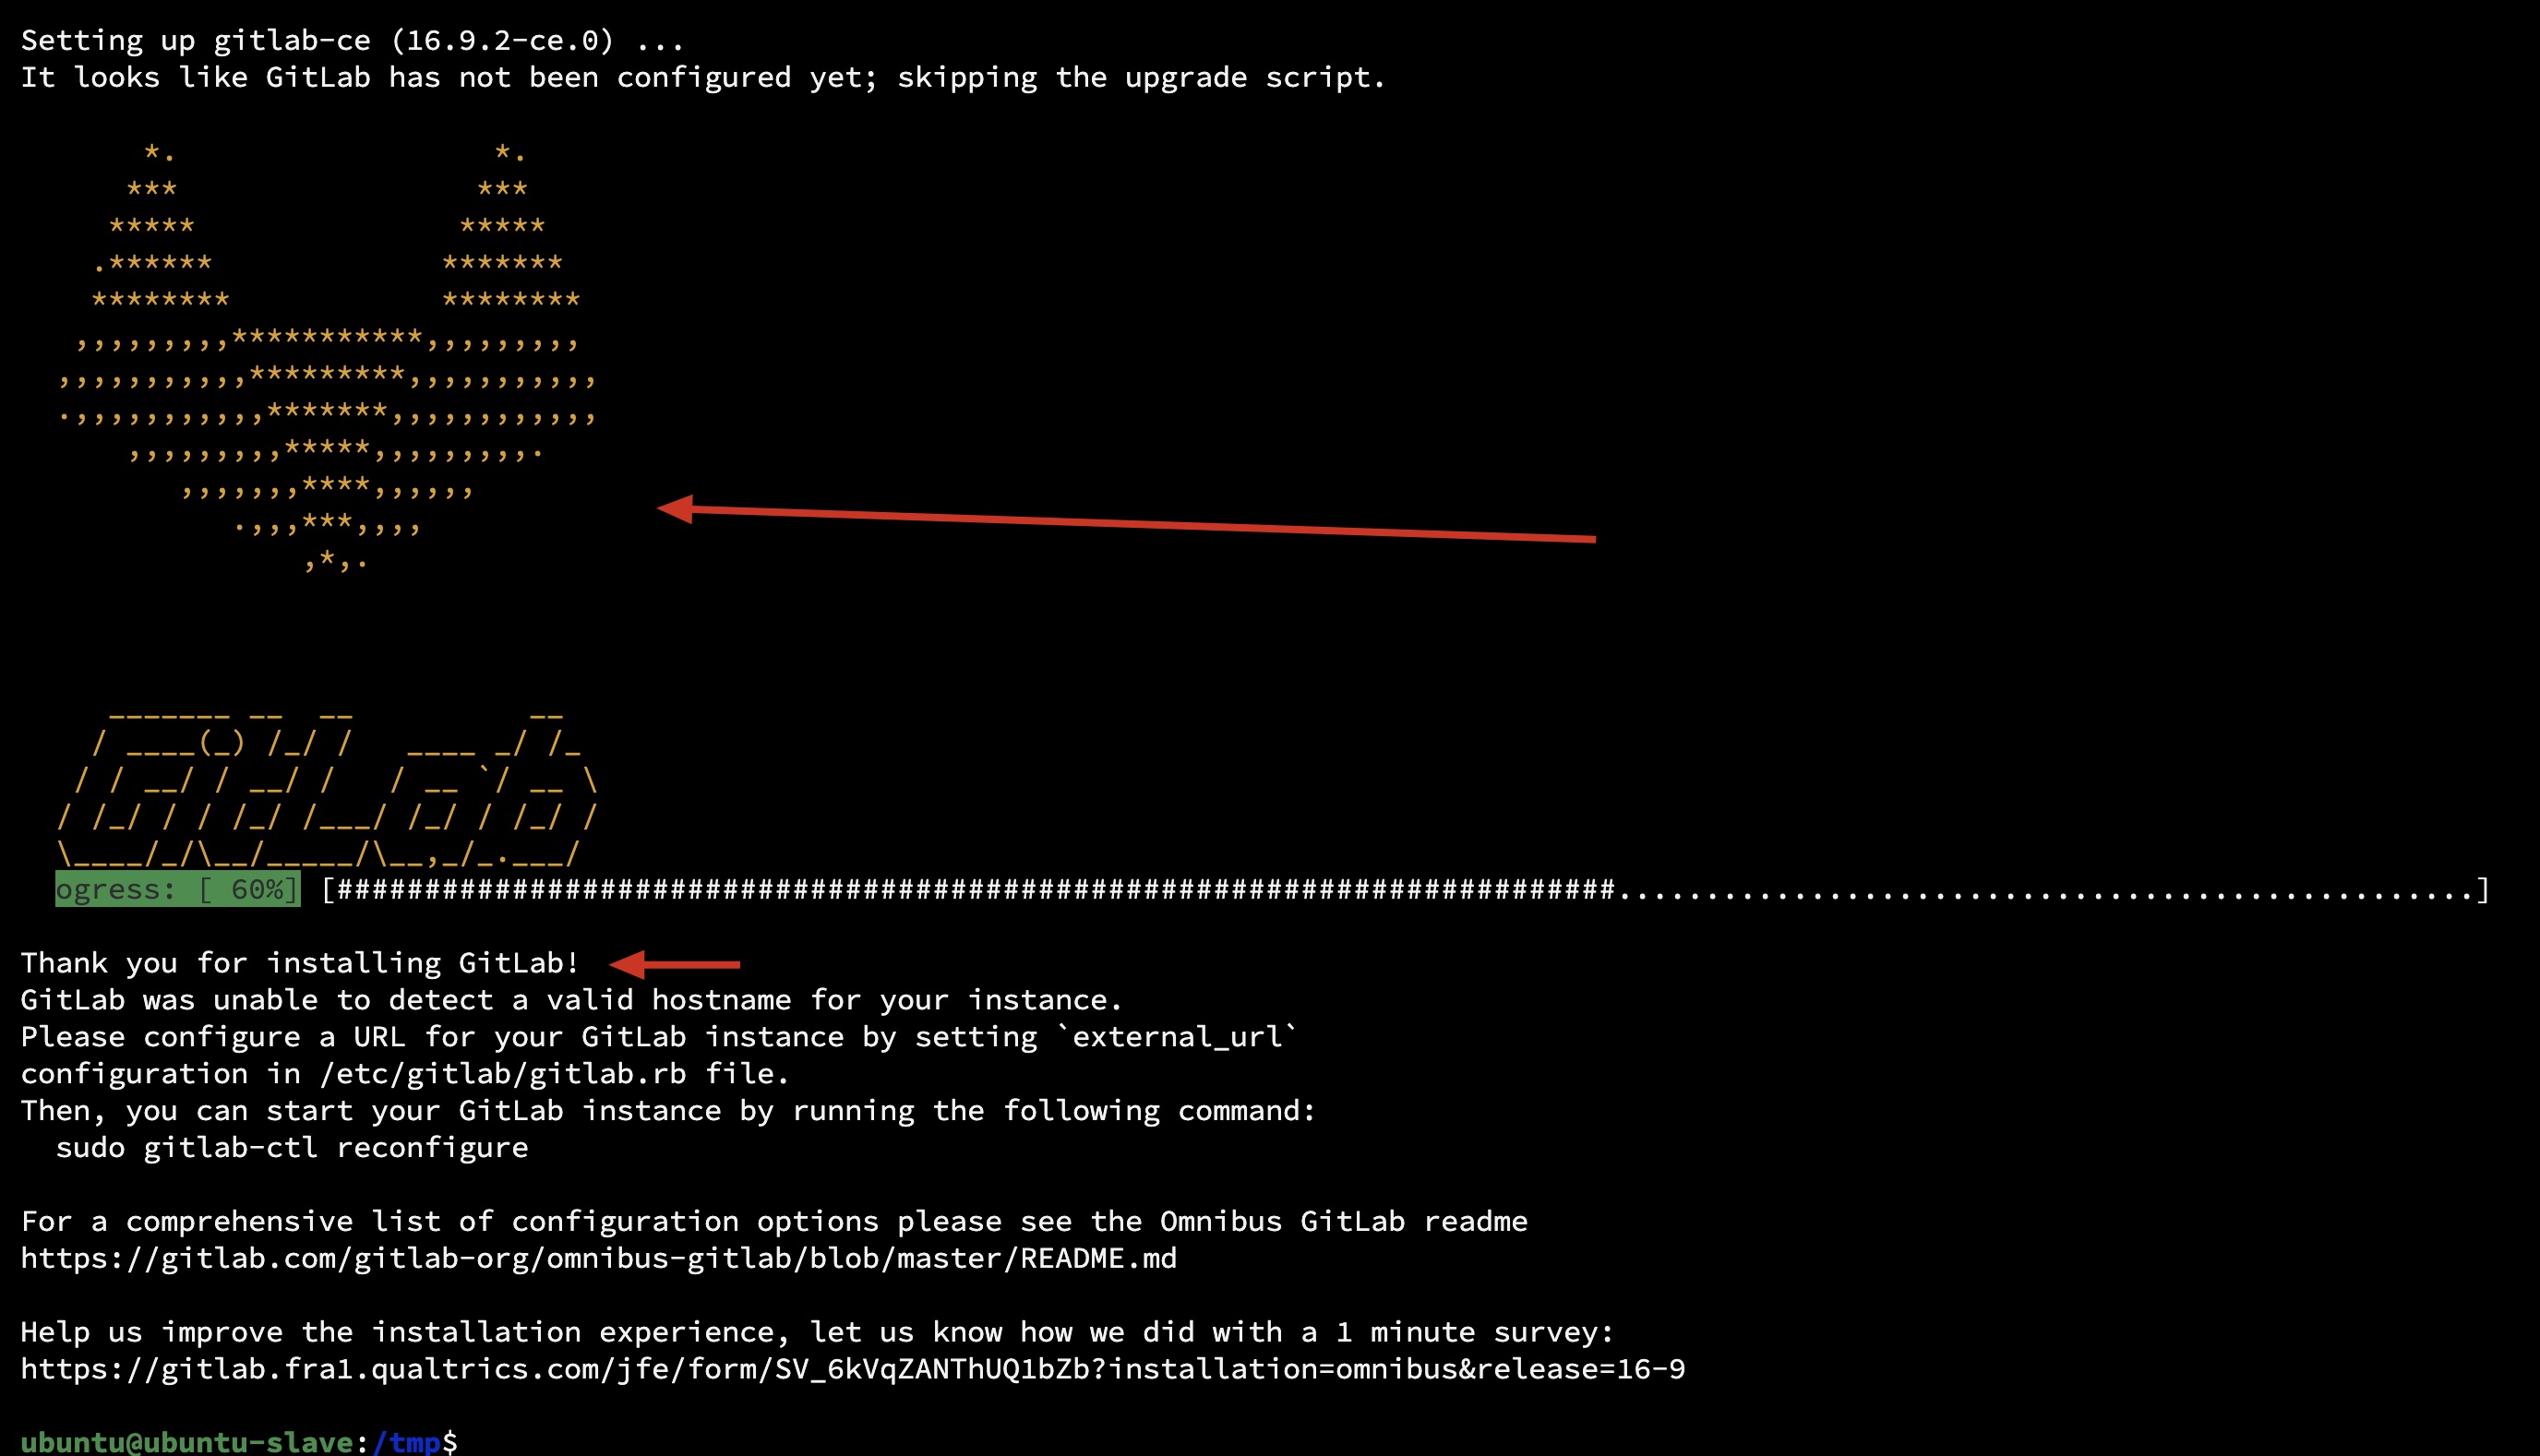 Setting up gitlab-ce (16.9.2-ce.0) ...
It looks like GitLab has not been configured yet; skipping the upgrade script.
     *.                  *.
    ***                 ***
   *****               *****
  .******             *******
  ********            ********
 ,,,,,,,,,***********,,,,,,,,,
,,,,,,,,,,,*********,,,,,,,,,,,
.,,,,,,,,,,,*******,,,,,,,,,,,,
    ,,,,,,,,,*****,,,,,,,,,.
       ,,,,,,,****,,,,,,
          .,,,***,,,,
              ,*,.
   _______ __  __          __
  / ____(_) /_/ /   ____ _/ /_
 / / __/ / __/ /   / __ `/ __ \
/ /_/ / / /_/ /___/ /_/ / /_/ /
\____/_/\__/_____/\__,_/_.___/
ogress: [ 60%] [#########################################################################.................................................]
Thank you for installing GitLab!
GitLab was unable to detect a valid hostname for your instance.
Please configure a URL for your GitLab instance by setting `external_url`
configuration in /etc/gitlab/gitlab.rb file.
Then, you can start your GitLab instance by running the following command:
  sudo gitlab-ctl reconfigure
For a comprehensive list of configuration options please see the Omnibus GitLab readme
https://gitlab.com/gitlab-org/omnibus-gitlab/blob/master/README.md
Help us improve the installation experience, let us know how we did with a 1 minute survey:
https://gitlab.fra1.qualtrics.com/jfe/form/SV_6kVqZANThUQ1bZb?installation=omnibus&release=16-9
ubuntu@ubuntu-slave:/tmp$